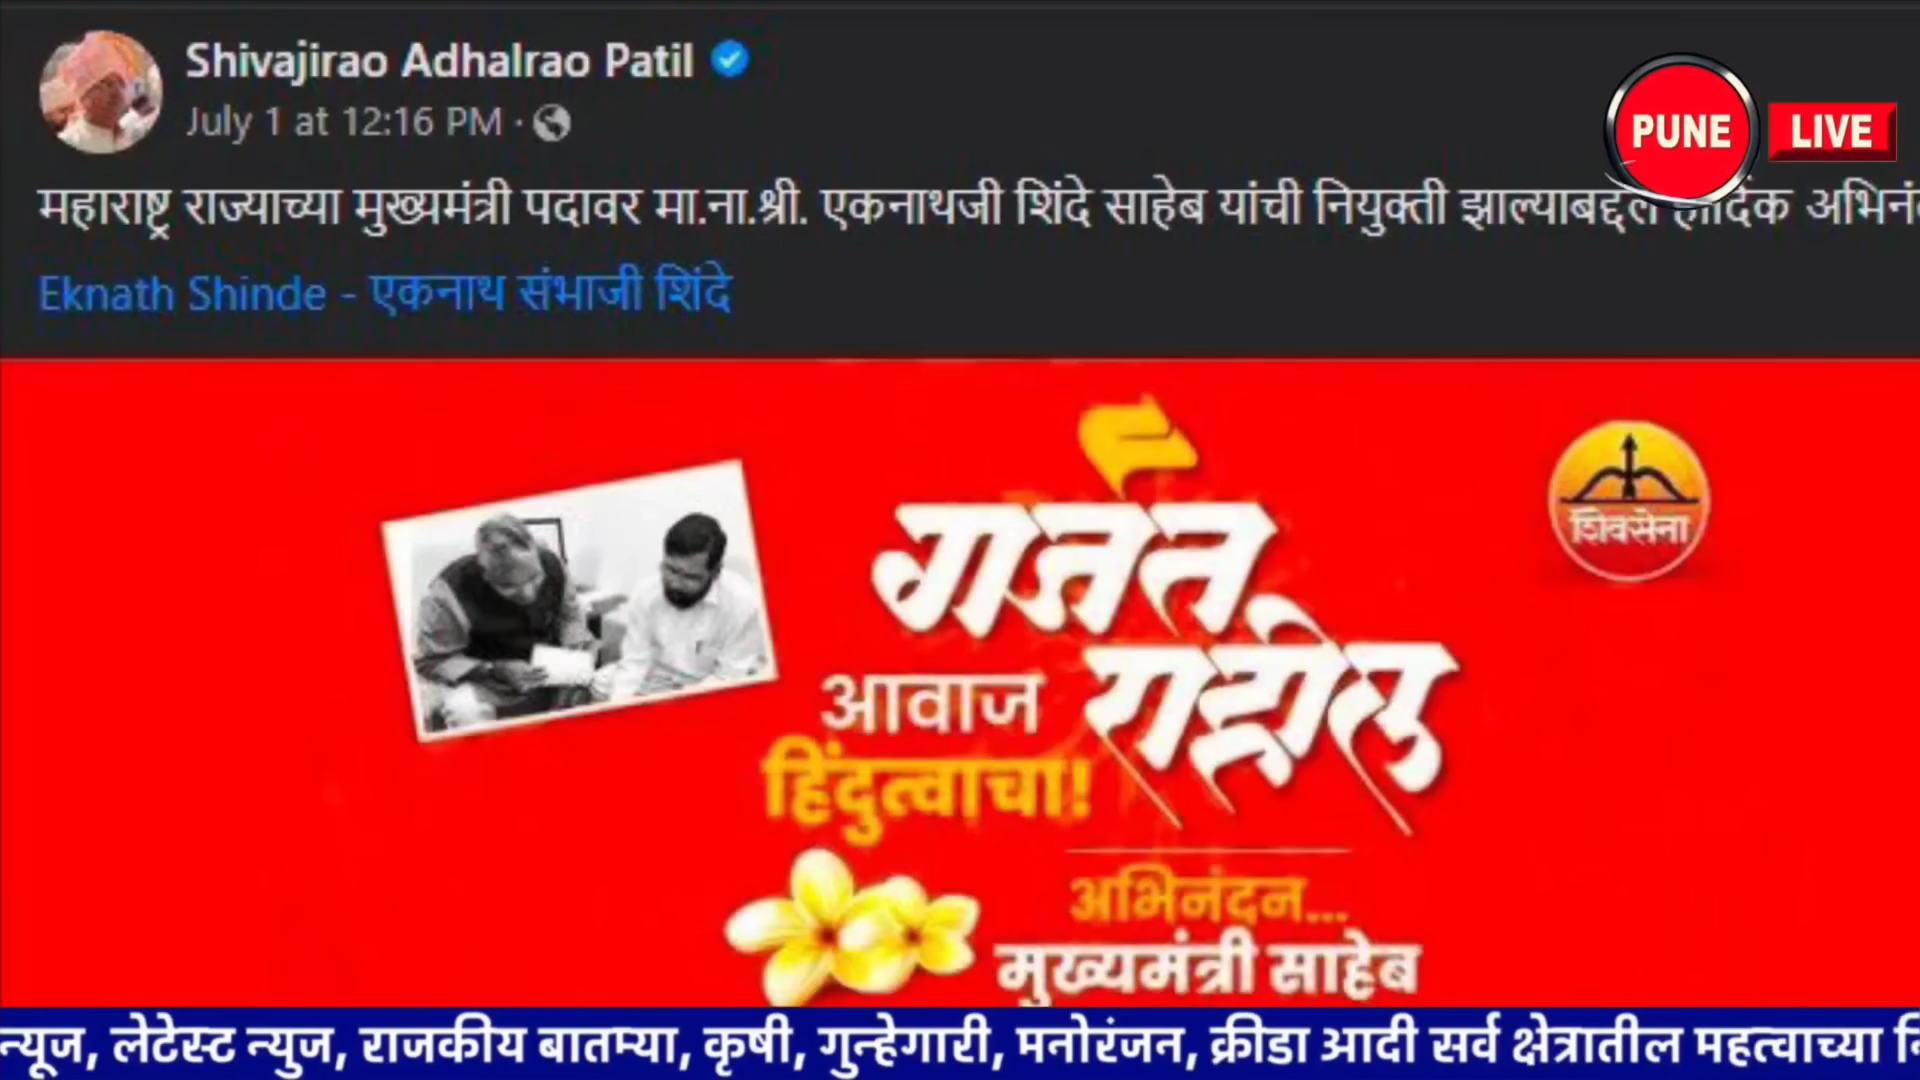 Shivajirao Adhalrao Patil
July 1 at 12:16 PM ·
PUNE LIVE
महाराष्ट्र राज्याच्या मुख्यमंत्री पदावर मा.ना.श्री. एकनाथजी शिंदे साहेब यांची नियुक्ती झाल्याबद्दल हार्दिक
Eknath Shinde - एकनाथ संभाजी शिंदे
शिवसेना
गर्जत
राहील
आवाज
हिंदुत्वाचा!
अभिनंदन...
मुख्यमंत्री साहेब
न्यूज, लेटेस्ट न्युज, राजकीय बातम्या, कृषी, गुन्हेगारी, मनोरंजन, क्रीडा आदी सर्व क्षेत्रातील महत्वाच्या